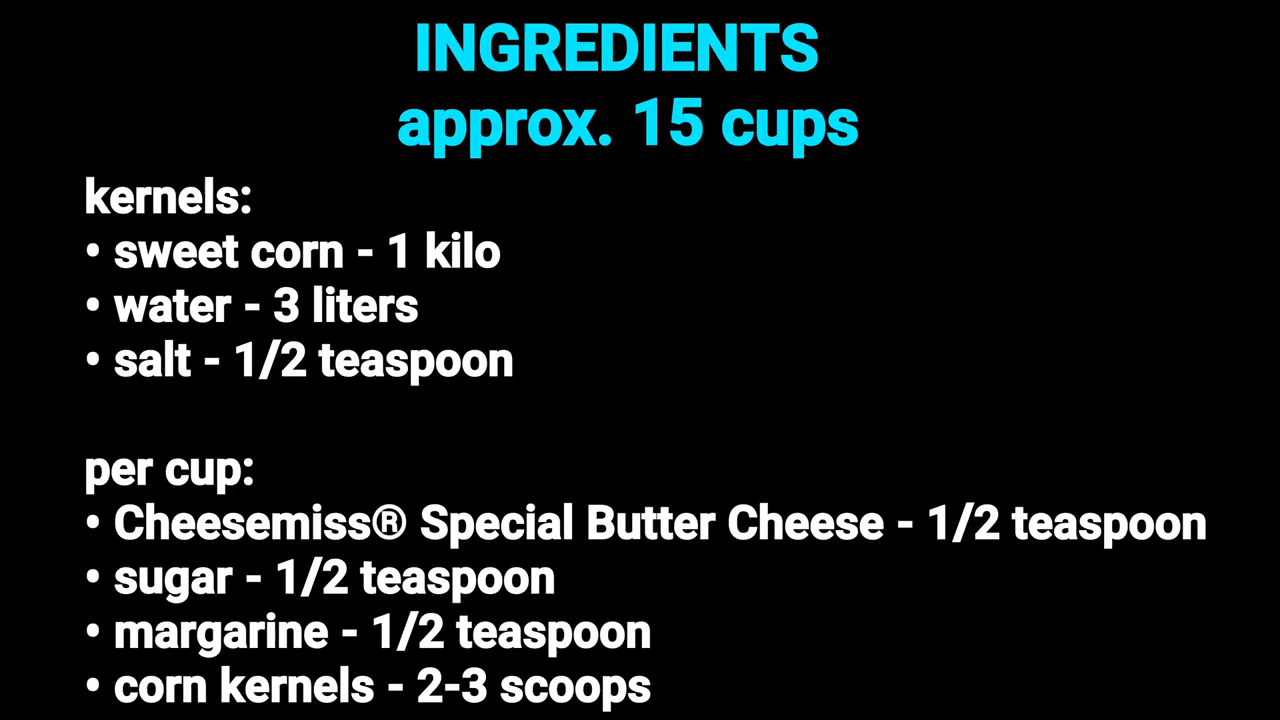 INGREDIENTS
approx. 15 cups
kernels:
• sweet corn - 1 kilo
• water - 3 liters
• salt - 1/2 teaspoon
per cup:
• Cheesemiss® Special Butter Cheese - 1/2 teaspoon
• sugar - 1/2 teaspoon
• margarine - 1/2 teaspoon
• corn kernels - 2-3 scoops